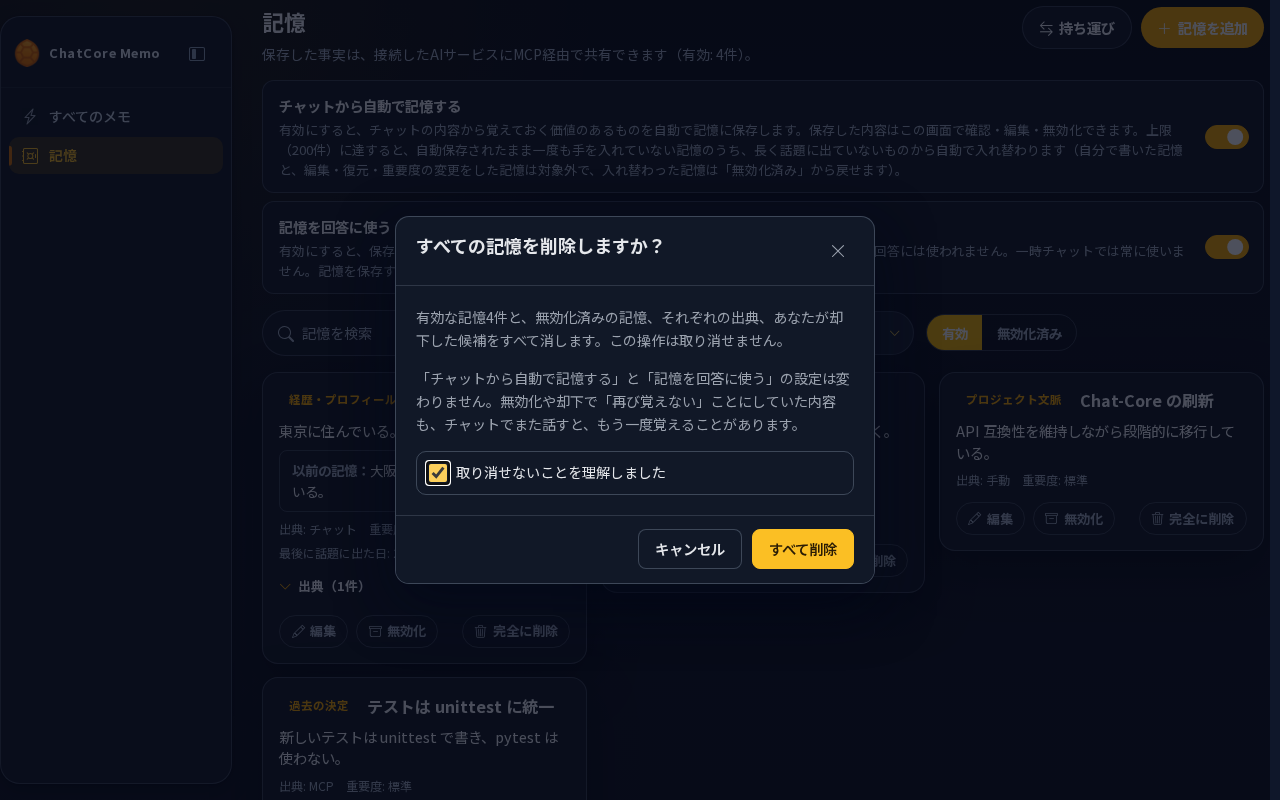 ChatCore Memo
すべてのメモ
記憶
記憶
保存した事実は、接続したAIサービスにMCP経由で共有できます（有効: 4件）。
持ち運び
＋ 記憶を追加
チャットから自動で記憶する
有効にすると、チャットの内容から覚えておく価値のあるものを自動で記憶に保存します。保存した内容はこの画面で確認・編集・無効化できます。上限
（200件）に達すると、自動保存されたまま一度も手を入れていない記憶のうち、長く話題に出ていないものから自動で入れ替わります（自分で書いた記憶
と、編集・復元・重要度の変更をした記憶は対象外で、入れ替わった記憶は「無効化済み」から戻せます）。
記憶を回答に使う
有効にすると、保存
回答には使われません。一時チャットでは常に使いま
せん。記憶を保存す
記憶を検索
有効
無効化済み
すべての記憶を削除しますか？
有効な記憶4件と、無効化済みの記憶、それぞれの出典、あなたが却
下した候補をすべて消します。この操作は取り消せません。
「チャットから自動で記憶する」と「記憶を回答に使う」の設定は変
わりません。無効化や却下で「再び覚えない」ことにしていた内容
も、チャットでまた話すと、もう一度覚えることがあります。
取り消せないことを理解しました
キャンセル
すべて削除
経歴・プロフィール
東京に住んでいる。
以前の記憶：大阪
いる。
出典: チャット 重要
最後に話題に出た日:
出典（1件）
編集
無効化
完全に削除
く。
削除
プロジェクト文脈
Chat-Core の刷新
API 互換性を維持しながら段階的に移行して
いる。
出典: 手動 重要度: 標準
編集
無効化
完全に削除
過去の決定
テストは unittest に統一
新しいテストは unittest で書き、pytest は
使わない。
出典: MCP 重要度: 標準